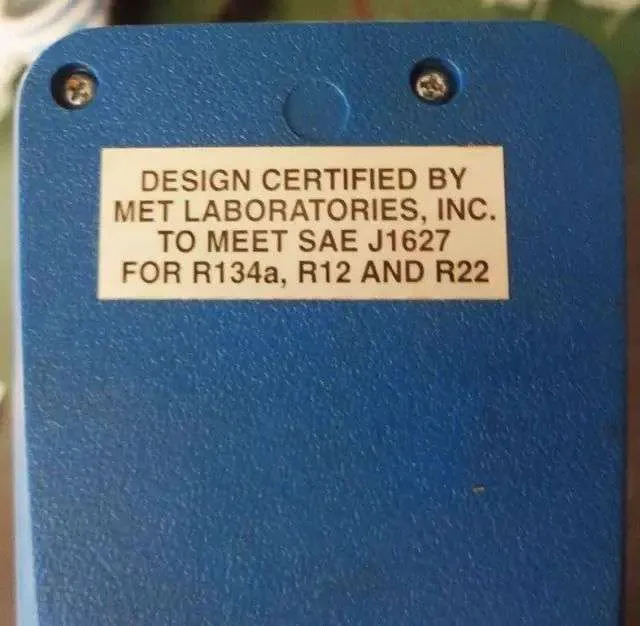 DESIGN CERTIFIED BY
MET LABORATORIES, INC.
TO MEET SAE J1627
FOR R134a, R12 AND R22